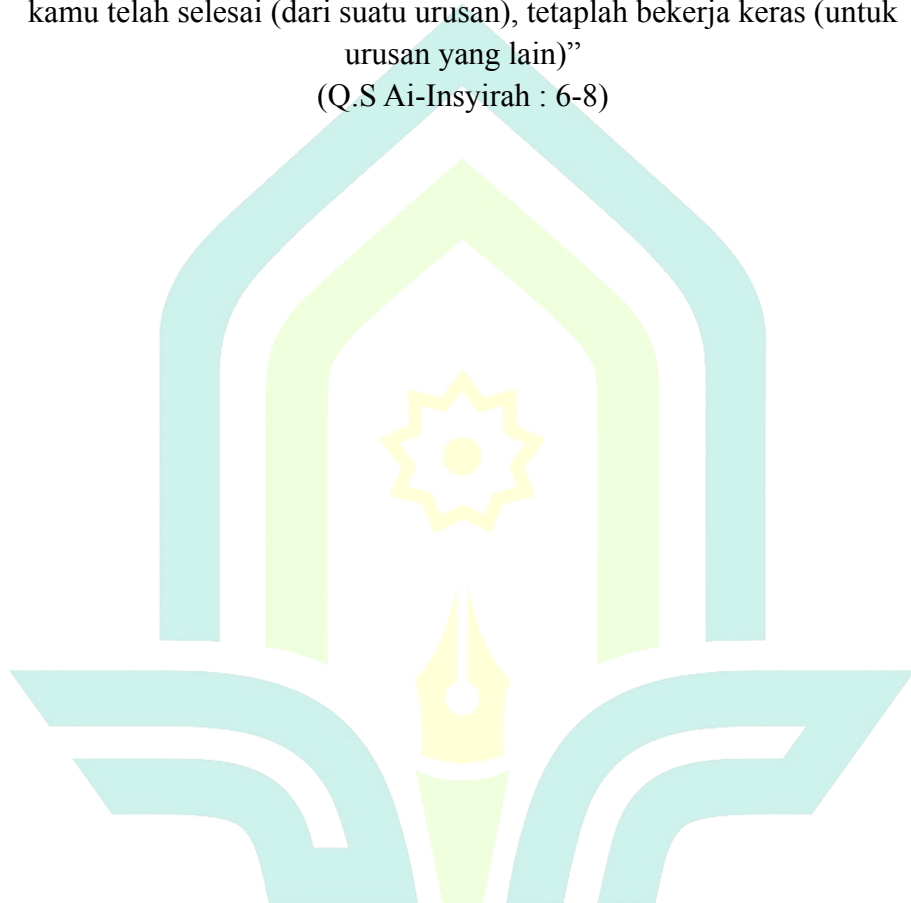 kamu telah selesai (dari suatu urusan), tetaplah bekerja keras (untuk
urusan yang lain)”
(Q.S Ai-Insyirah : 6-8)